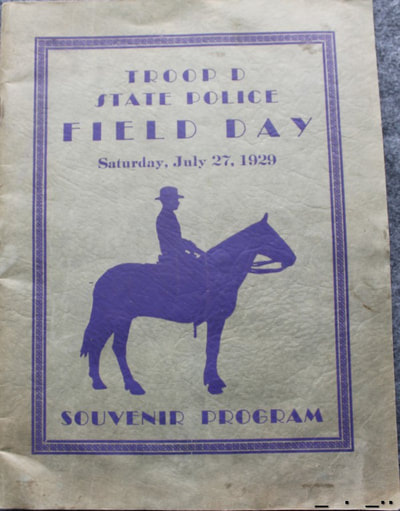 TROOP D
STATE POLICE
FIELD DAY
Saturday, July 27, 1929
SOUVENIR PROGRAM